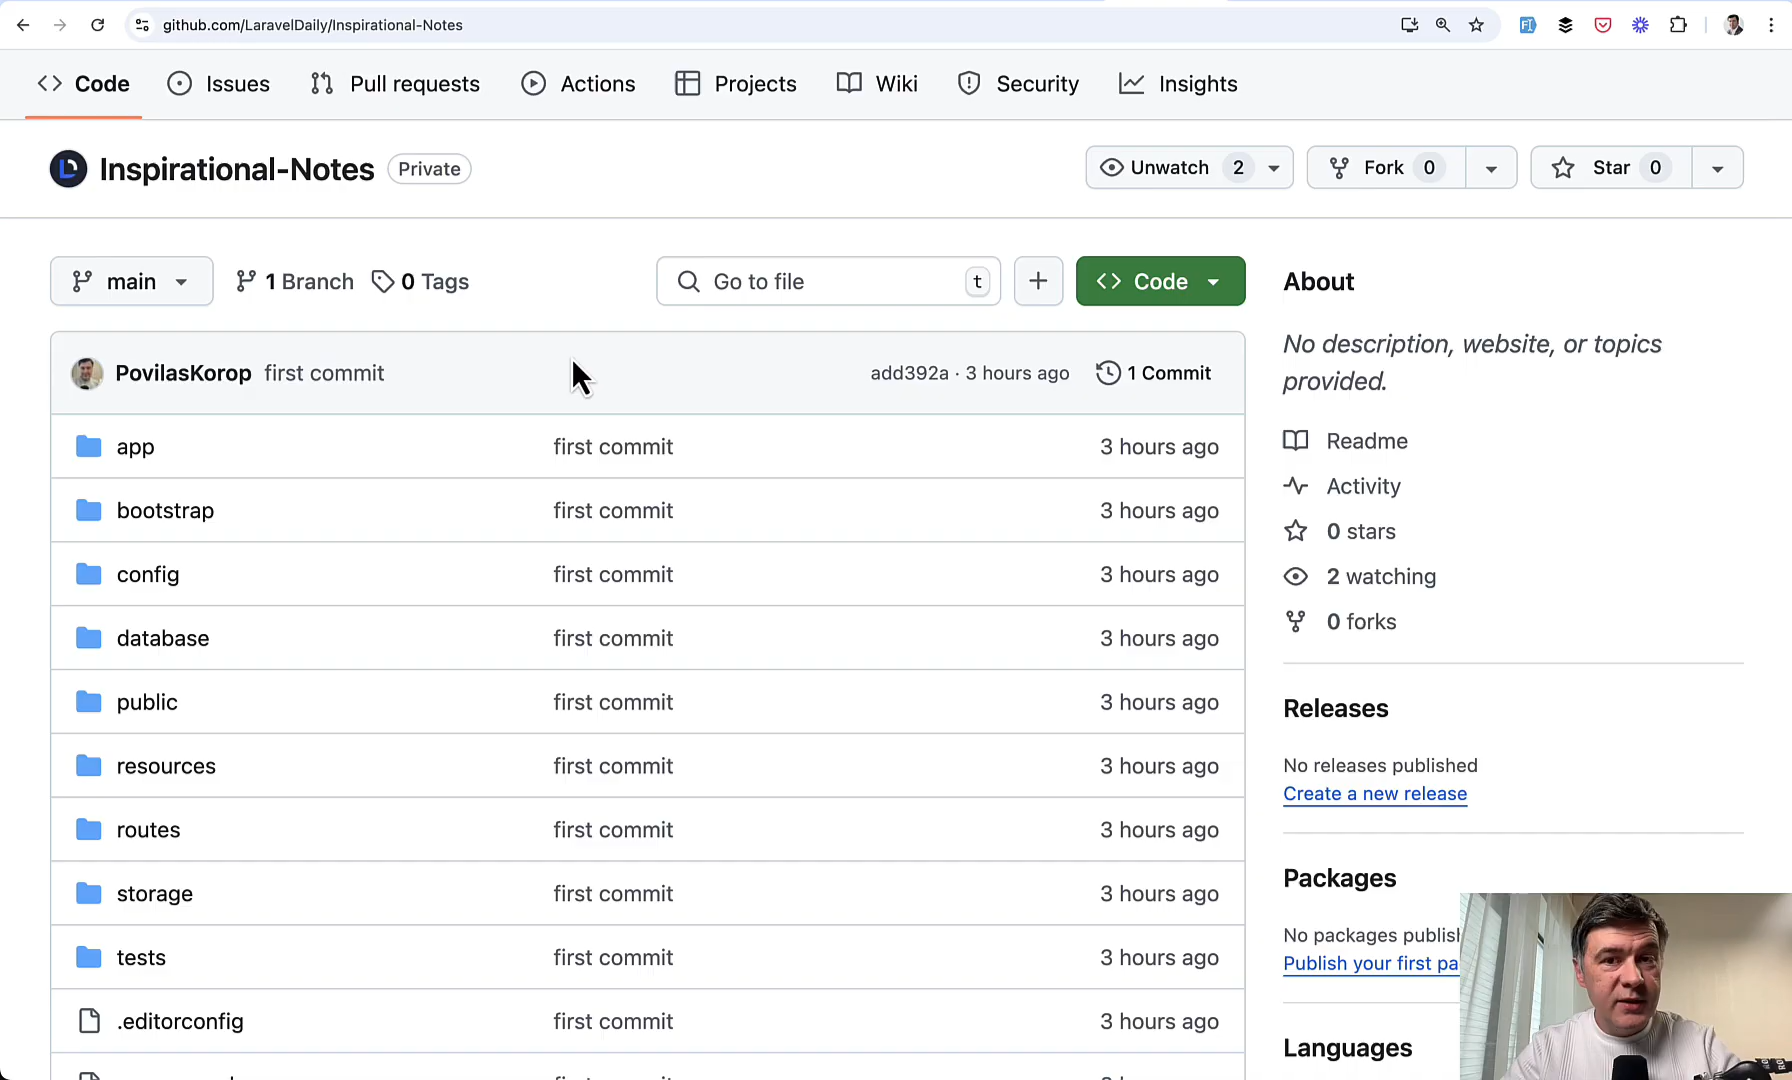 github.com/LaravelDaily/Inspirational-Notes
Code Issues Pull requests Actions Projects Wiki Security Insights
Inspirational-Notes Private
Unwatch 2 Fork 0 Star 0
main 1 Branch 0 Tags Go to file t Code
PovilasKorop first commit add392a · 3 hours ago 1 Commit
app first commit 3 hours ago
bootstrap first commit 3 hours ago
config first commit 3 hours ago
database first commit 3 hours ago
public first commit 3 hours ago
resources first commit 3 hours ago
routes first commit 3 hours ago
storage first commit 3 hours ago
tests first commit 3 hours ago
.editorconfig first commit 3 hours ago
About
No description, website, or topics
provided.
Readme
Activity
0 stars
2 watching
0 forks
Releases
No releases published
Create a new release
Packages
No packages publish
Publish your first pa
Languages